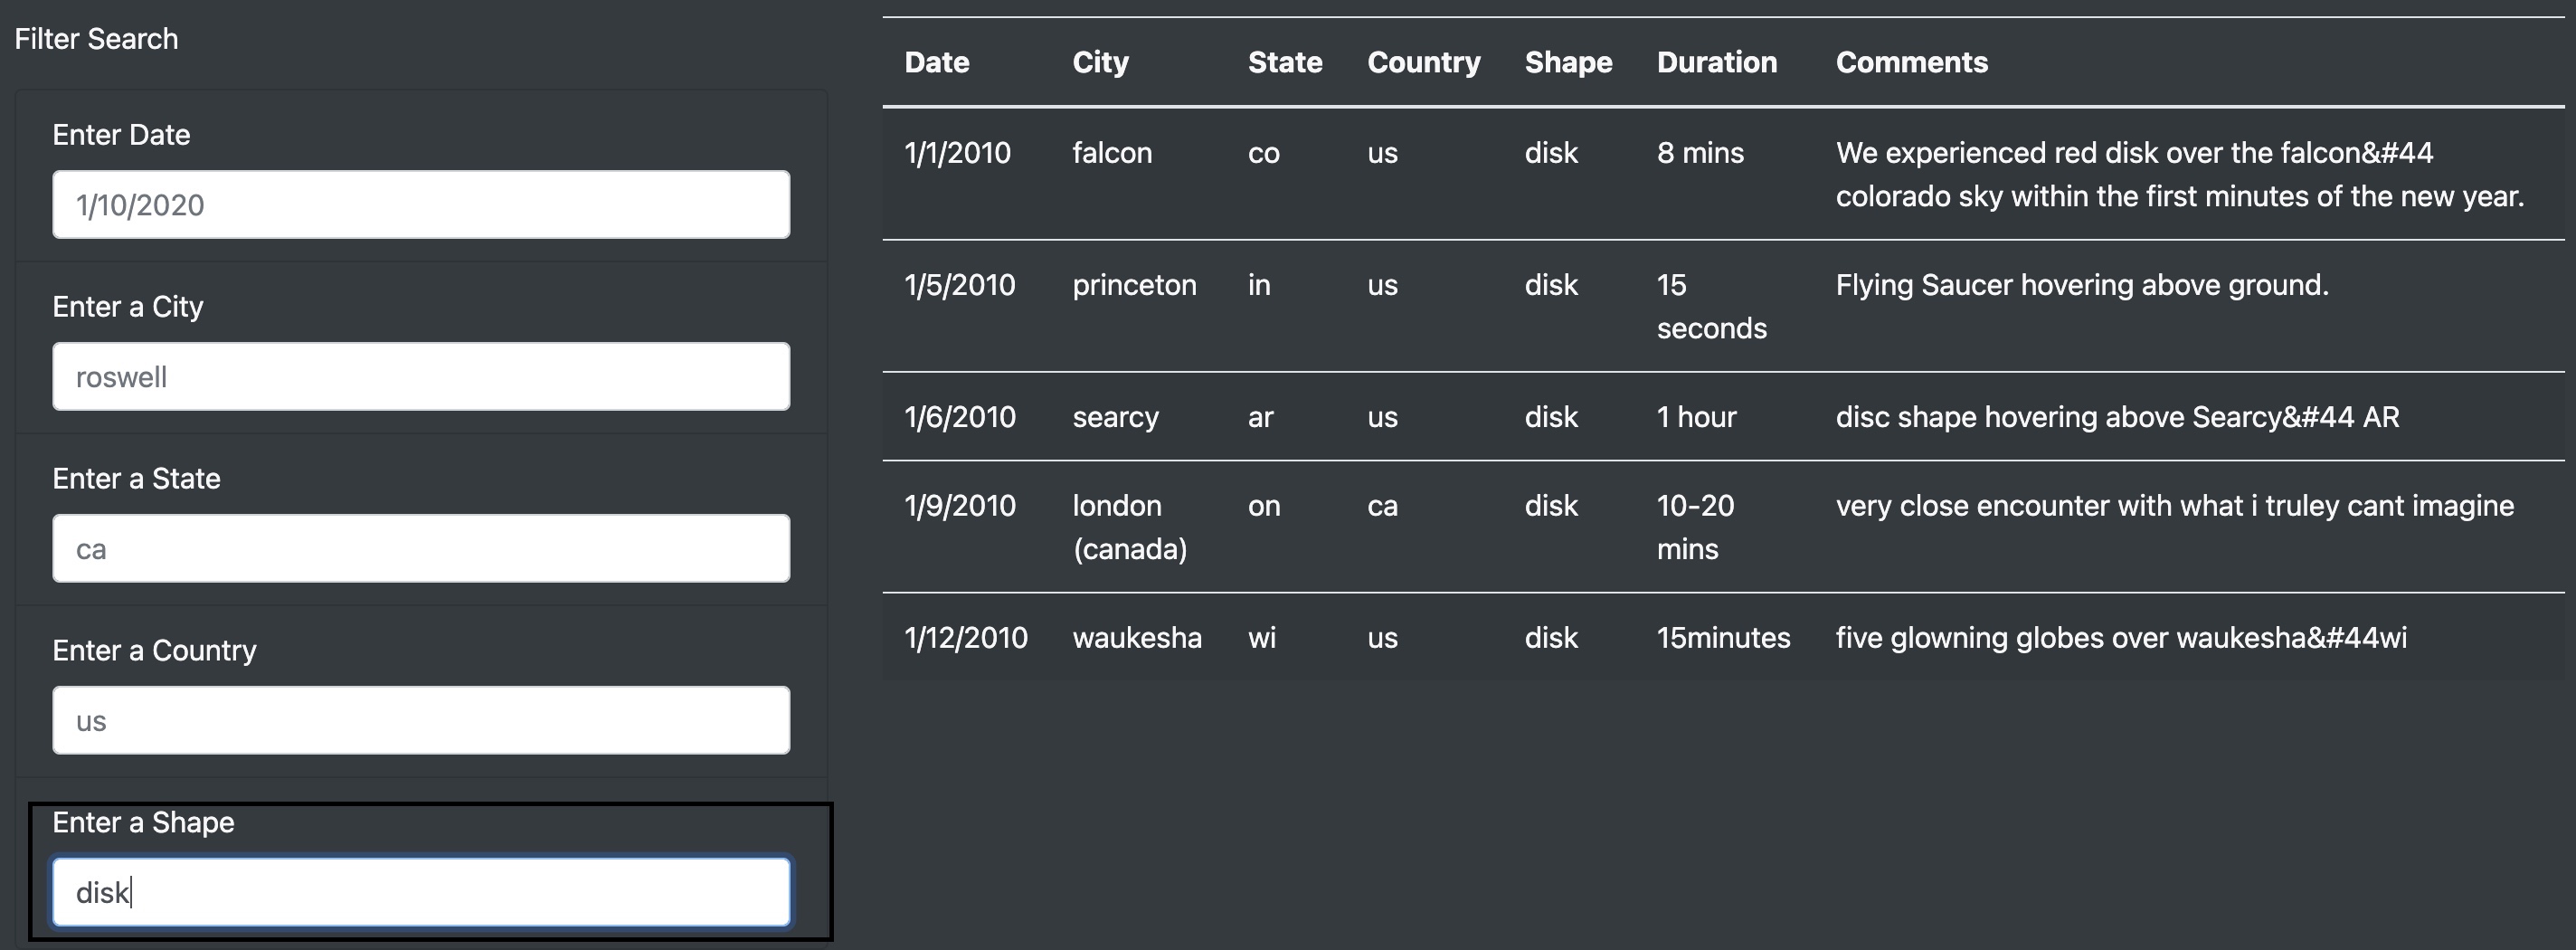 Filter Search
Enter Date
1/10/2020
Enter a City
roswell
Enter a State
ca
Enter a Country
us
Enter a Shape
disk
Date City State Country Shape Duration Comments
1/1/2010 falcon co us disk 8 mins We experienced red disk over the falcon&#44
colorado sky within the first minutes of the new year.
1/5/2010 princeton in us disk 15 Flying Saucer hovering above ground.
seconds
1/6/2010 searcy ar us disk 1 hour disc shape hovering above Searcy&#44 AR
1/9/2010 london on ca disk 10-20 very close encounter with what i truley cant imagine
(canada) mins
1/12/2010 waukesha wi us disk 15minutes five glowning globes over waukesha&#44wi